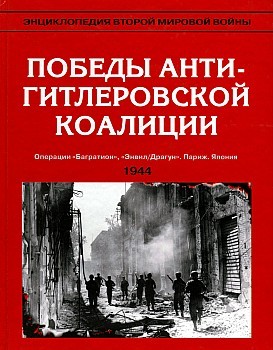 ЭНЦИКЛОПЕДИЯ ВТОРОЙ МИРОВОЙ ВОЙНЫ
ПОБЕДЫ АНТИ-
ГИТЛЕРОВСКОЙ
КОАЛИЦИИ
Операции «Багратион», «Энвил/Драгун». Париж. Япония
1944